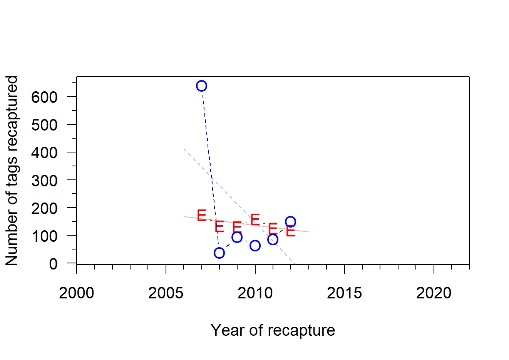 Number of tags recaptured
600
500
400
300
200
100
0
E E E E E E
O O O O O O
2000 2005 2010 2015 2020
Year of recapture